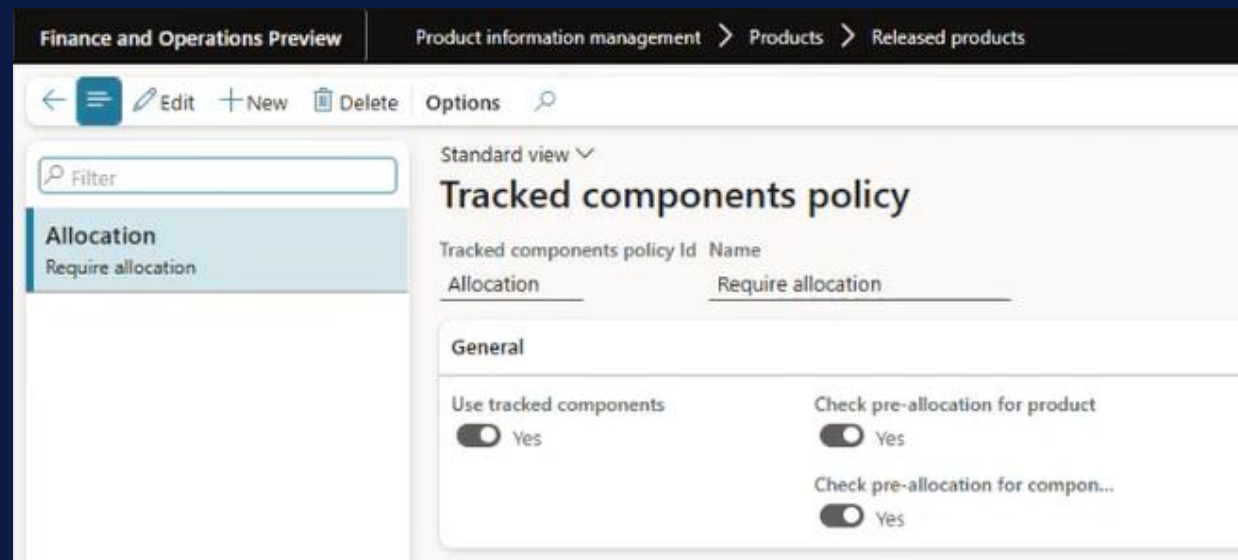 Finance and Operations Preview
Product information management > Products > Released products
Edit New Delete Options
Filter
Allocation
Require allocation
Standard view
Tracked components policy
Tracked components policy Id Name
Allocation Require allocation
General
Use tracked components Check pre-allocation for product
Yes Yes
Check pre-allocation for compon...
Yes